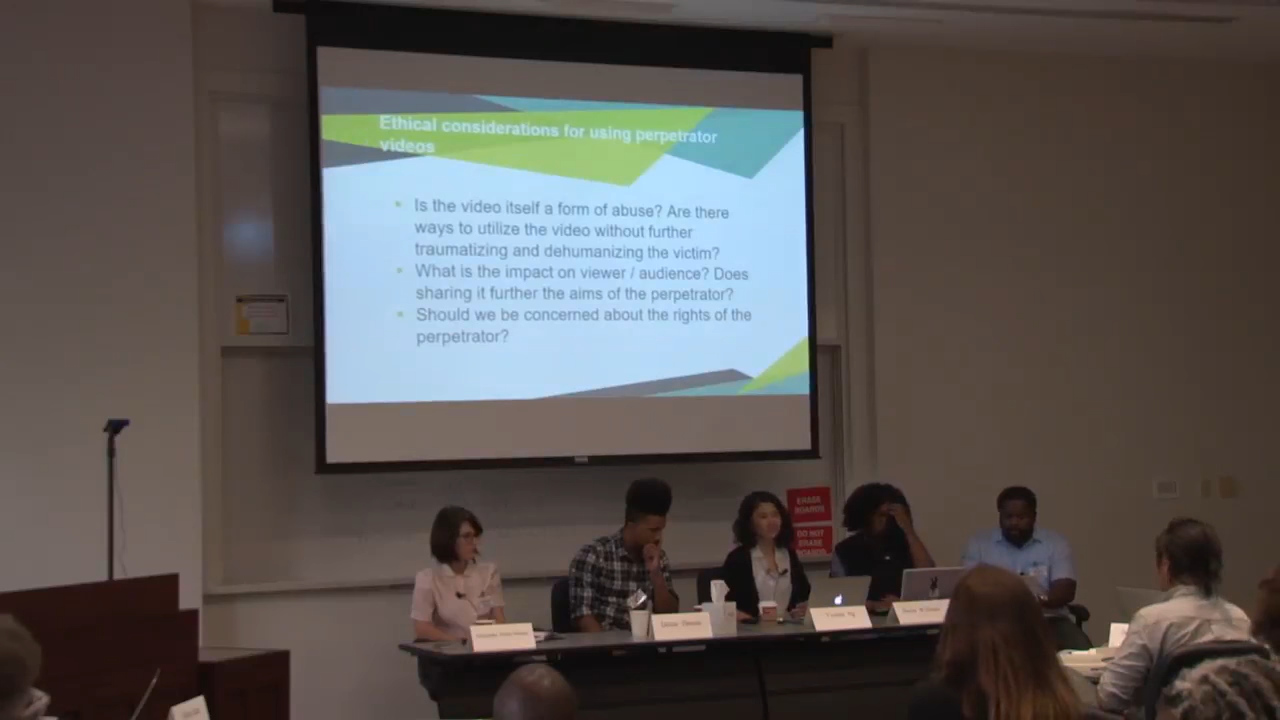 Ethical considerations for using perpetrator
videos
• Is the video itself a form of abuse? Are there
ways to utilize the video without further
traumatizing and dehumanizing the victim?
• What is the impact on viewer / audience? Does
sharing it further the aims of the perpetrator?
• Should we be concerned about the rights of the
perpetrator?
ERASE
BOARDS
DO NOT
ERASE
BOARDS
Yvonne Ng